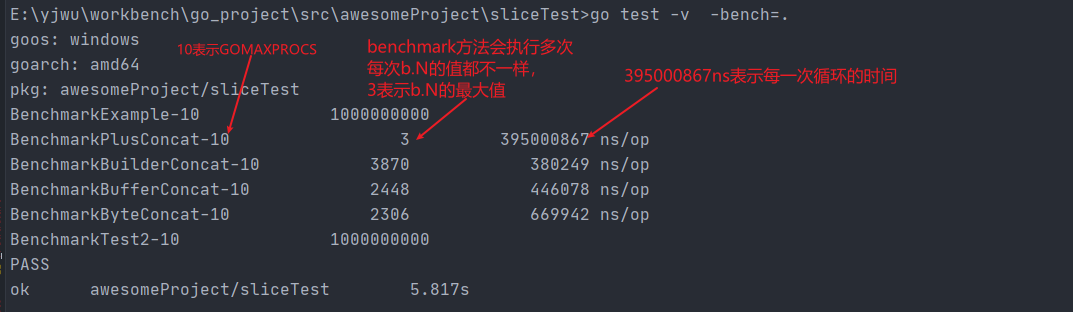 E:\yjwu\workbench\go_project\src\awesomeProject\sliceTest>go test -v  -bench=.
goos: windows
goarch: amd64
pkg: awesomeProject/sliceTest
BenchmarkExample-10 1000000000
BenchmarkPlusConcat-10 3 395000867 ns/op
BenchmarkBuilderConcat-10 3870 380249 ns/op
BenchmarkBufferConcat-10 2448 446078 ns/op
BenchmarkByteConcat-10 2306 669942 ns/op
BenchmarkTest2-10 1000000000
PASS
ok awesomeProject/sliceTest 5.817s
10表示GOMAXPROCS
benchmark方法会执行多次
每次b.N的值都不一样，
3表示b.N的最大值
395000867ns表示每一次循环的时间